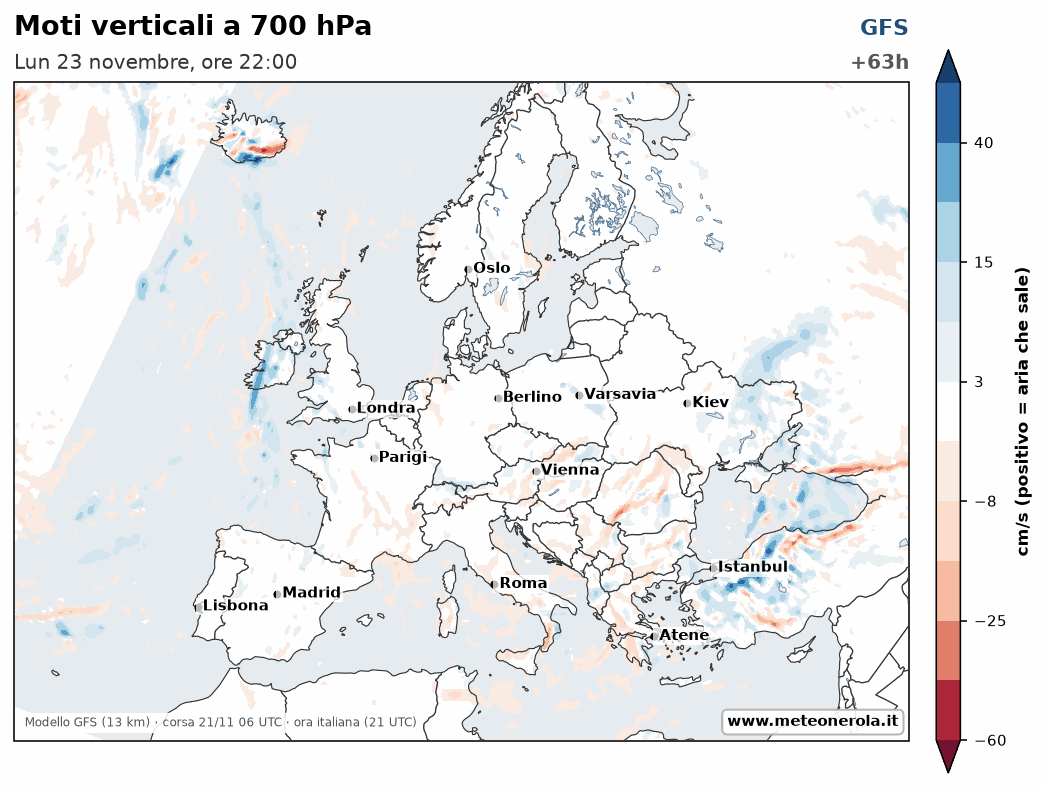 Moti verticali a 700 hPa
GFS
Lun 23 novembre, ore 22:00
+63h
40
15
3
−8
−25
−60
cm/s (positivo = aria che sale)
Oslo
Berlino
Varsavia
Kiev
Londra
Parigi
Vienna
Istanbul
Roma
Madrid
Lisbona
Atene
Modello GFS (13 km) · corsa 21/11 06 UTC · ora italiana (21 UTC)
www.meteonerola.it